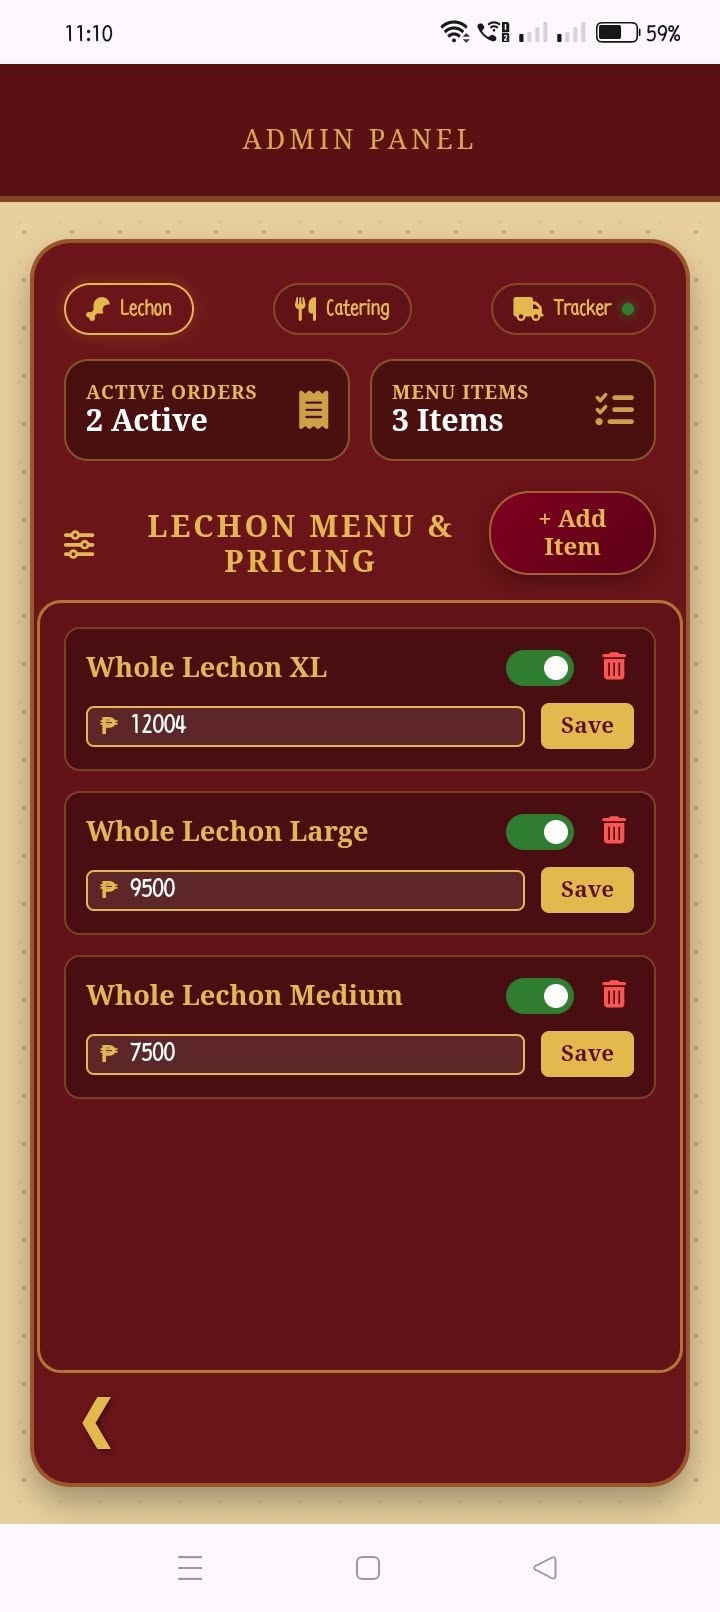 11:10
59%
ADMIN PANEL
Lechon
Catering
Tracker
ACTIVE ORDERS
2 Active
MENU ITEMS
3 Items
LECHON MENU &
PRICING
+ Add
Item
Whole Lechon XL
₱ 12004
Save
Whole Lechon Large
₱ 9500
Save
Whole Lechon Medium
₱ 7500
Save